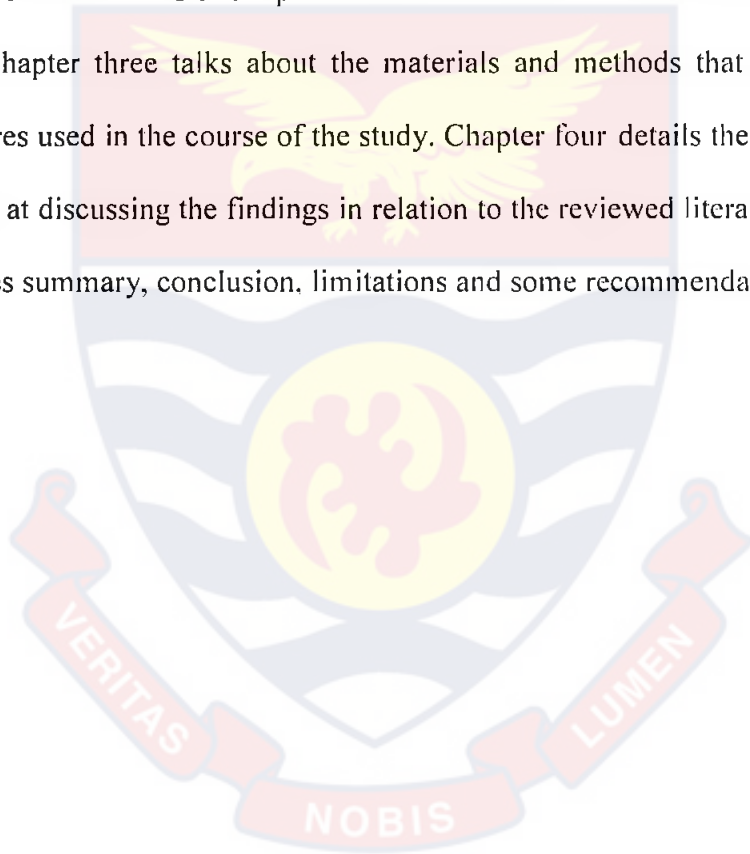 hapter three talks about the materials and methods that
res used in the course of the study. Chapter four details the
at discussing the findings in relation to the reviewed litera
s summary, conclusion, limitations and some recommenda
VERITAS
NOBIS
LUMEN